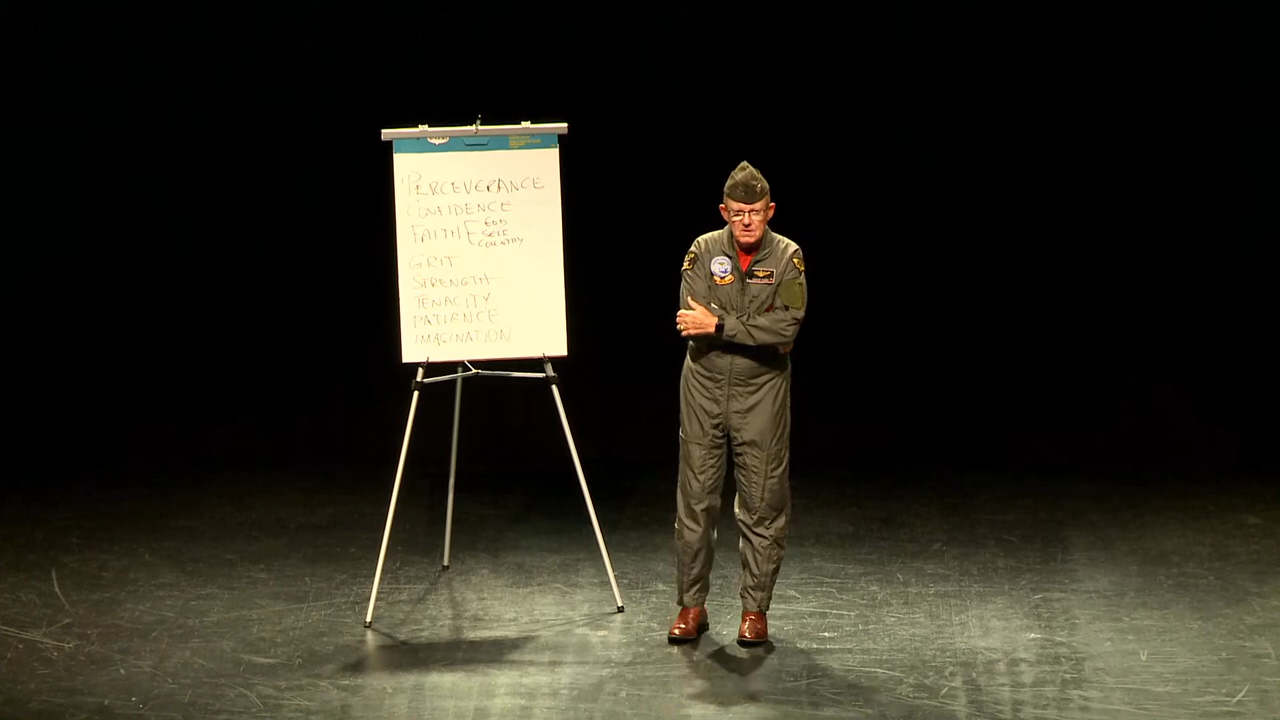 PERCEVERANCE
CONFIDENCE
FAITH
GOD
SELF
COUNTRY
GRIT
STRENGTH
TENACITY
PATIENCE
IMAGINATION